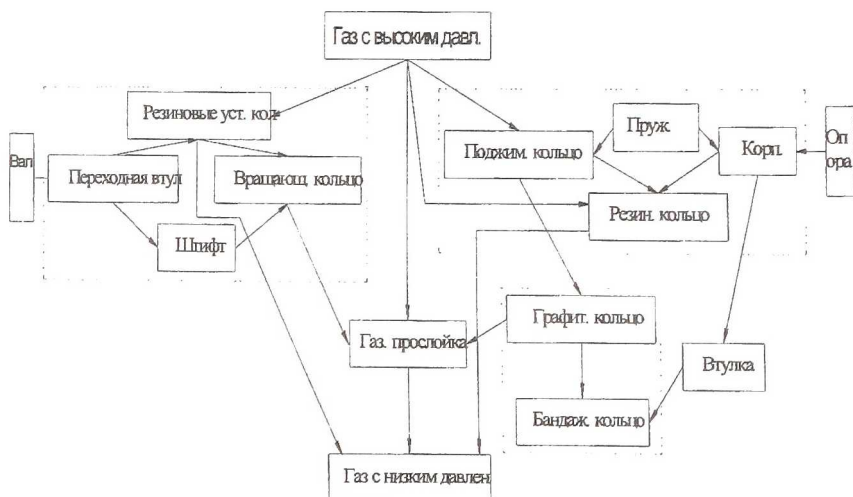 Газ с высоким давл.
Резиновые уст. кол
Пруж.
Вал
Поджим. кольцо
Корп.
Оп
ора
Переходная втул
Вращающ. кольцо
Резин. кольцо
Штифт
Графит. кольцо
Газ. прослойка
Втулка
Бандаж. кольцо
Газ с низким давлен